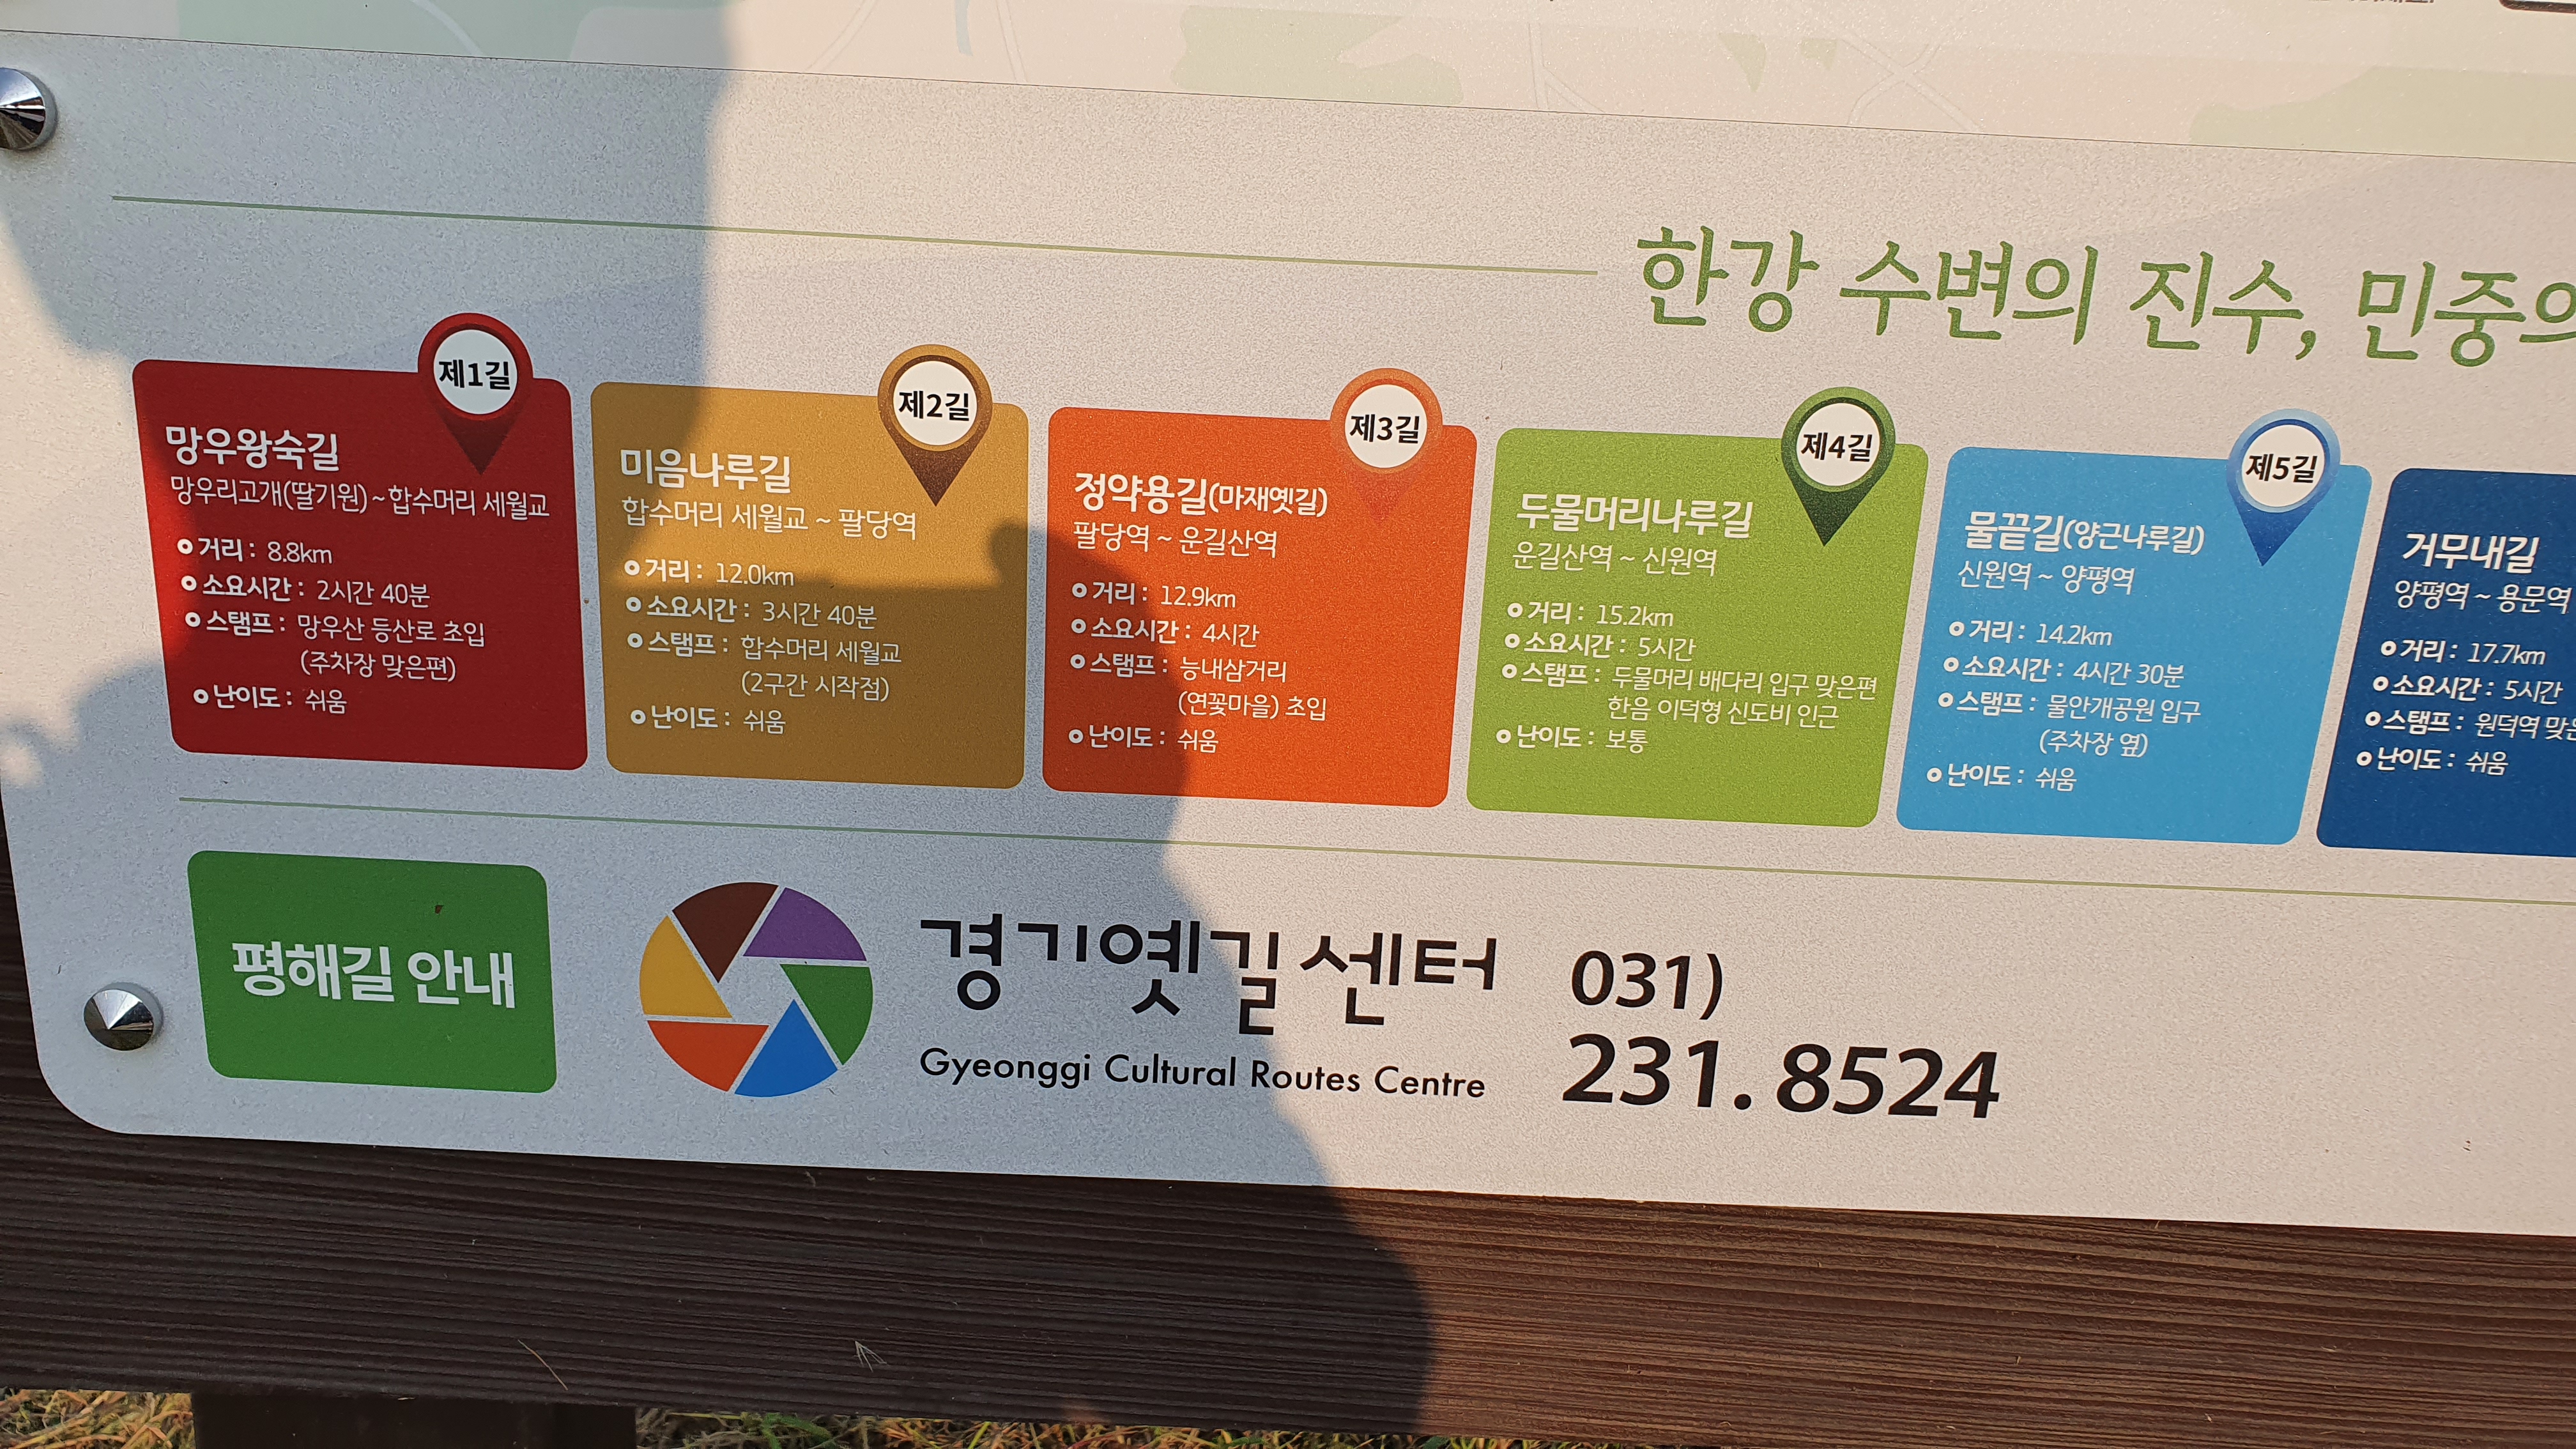 한강 수변의 진수, 민중의
제1길
망우왕숙길
망우리고개(딸기원) ~ 합수머리 세월교
거리 : 8.8km
소요시간 : 2시간 40분
스탬프 : 망우산 등산로 초입
(주차장 맞은편)
난이도 : 쉬움
제2길
미음나루길
합수머리 세월교 ~ 팔당역
거리 : 12.0km
소요시간 : 3시간 40분
스탬프 : 합수머리 세월교
(2구간 시작점)
난이도 : 쉬움
제3길
정약용길(마재옛길)
팔당역 ~ 운길산역
거리 : 12.9km
소요시간 : 4시간
스탬프 : 능내삼거리
(연꽃마을) 초입
난이도 : 쉬움
제4길
두물머리나루길
운길산역 ~ 신원역
거리 : 15.2km
소요시간 : 5시간
스탬프 : 두물머리 배다리 입구 맞은편
한음 이덕형 신도비 인근
난이도 : 보통
제5길
물끝길(양근나루길)
신원역 ~ 양평역
거리 : 14.2km
소요시간 : 4시간 30분
스탬프 : 물안개공원 입구
(주차장 옆)
난이도 : 쉬움
거무내길
양평역 ~ 용문역
거리 : 17.7km
소요시간 : 5시간
스탬프 : 원덕역
난이도 : 쉬움
평해길 안내
경기옛길센터
Gyeonggi Cultural Routes Centre
031)
231. 8524